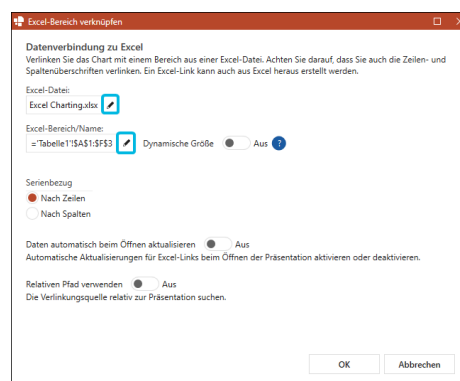 Excel-Bereich verknüpfen
Datenverbindung zu Excel
Verlinken Sie das Chart mit einem Bereich aus einer Excel-Datei. Achten Sie darauf, dass Sie auch die Zeilen- und
Spaltenüberschriften verlinken. Ein Excel-Link kann auch aus Excel heraus erstellt werden.
Excel-Datei:
Excel Charting.xlsx
Excel-Bereich/Name:
='Tabelle1'!$A$1:$F$3 Dynamische Größe Aus ?
Serienbezug
Nach Zeilen
Nach Spalten
Daten automatisch beim Öffnen aktualisieren Aus
Automatische Aktualisierungen für Excel-Links beim Öffnen der Präsentation aktivieren oder deaktivieren.
Relativen Pfad verwenden Aus
Die Verlinkungsquelle relativ zur Präsentation suchen.
OK Abbrechen